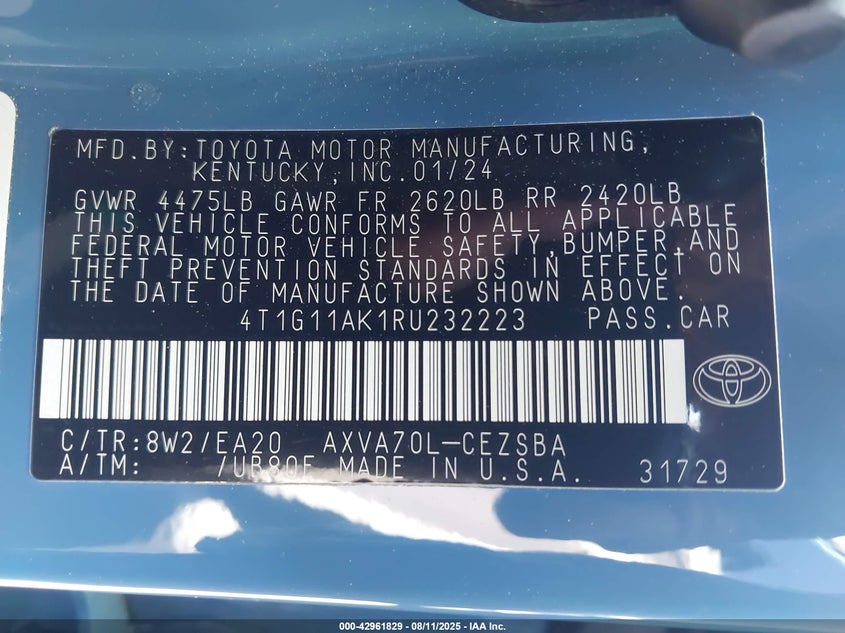 MFD.BY:TOYOTA MOTOR MANUFACTURING,
KENTUCKY,INC.01/24
GVWR 4475LB GAWR FR 2620LB RR 2420LB
THIS VEHICLE CONFORMS TO ALL APPLICABLE
FEDERAL MOTOR VEHICLE SAFETY,BUMPER,AND
THEFT PREVENTION STANDARDS IN EFFECT ON
THE DATE OF MANUFACTURE SHOWN ABOVE.
4T1G11AK1RU232223 PASS.CAR
C/TR:8W2/EA20 AXVA70L-CEZSBA
A/TM: /UB80F MADE IN U.S.A. 31729
000-42961829 - 08/11/2025 - IAA Inc.